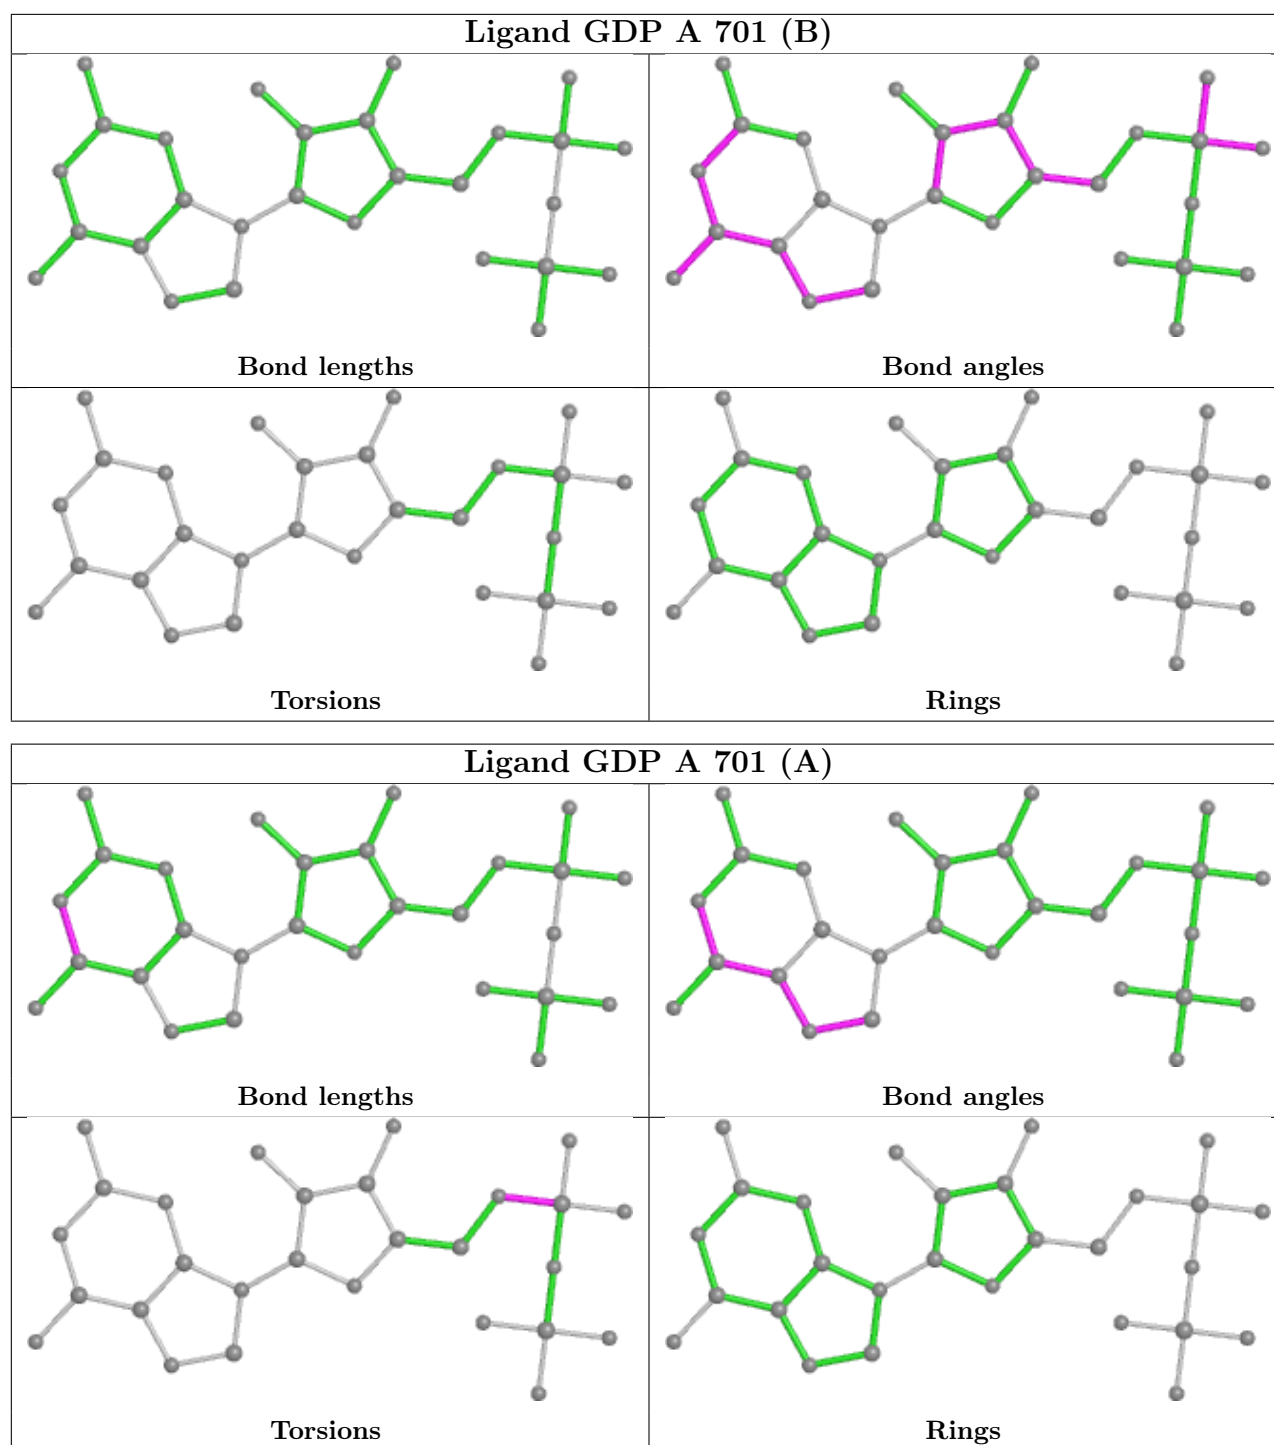 Ligand GDP A 701 (B)
Bond lengths
Bond angles
Torsions
Rings
Ligand GDP A 701 (A)
Bond lengths
Bond angles
Torsions
Rings